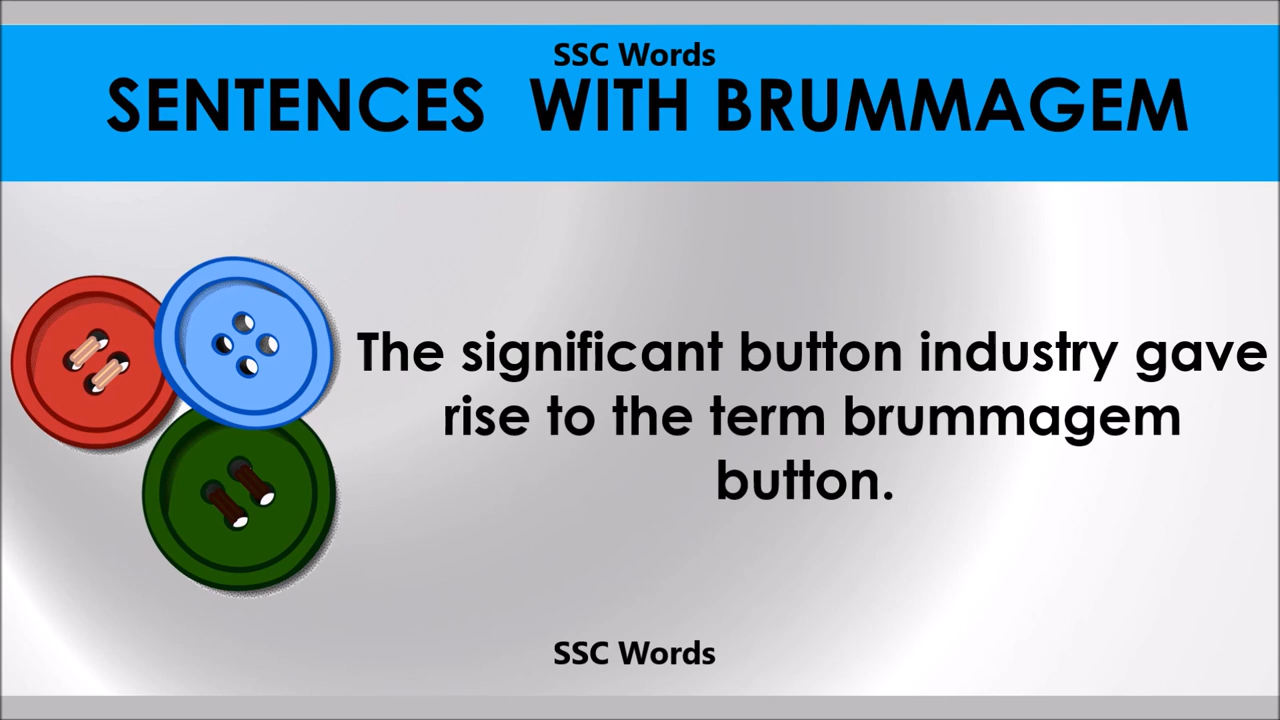 SSC Words
SENTENCES WITH BRUMMAGEM
The significant button industry gave
rise to the term brummagem
button.
SSC Words